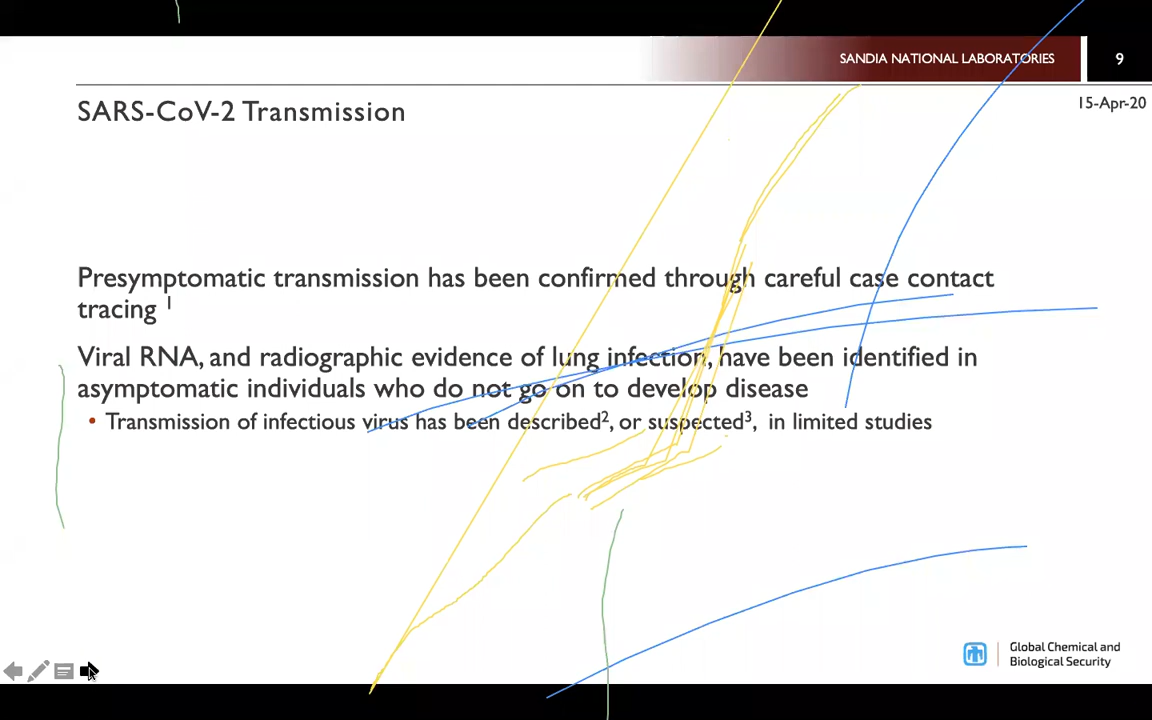 SANDIA NATIONAL LABORATORIES
9
15-Apr-20
SARS-CoV-2 Transmission
Presymptomatic transmission has been confirmed through careful case contact
tracing 1
Viral RNA, and radiographic evidence of lung infection, have been identified in
asymptomatic individuals who do not go on to develop disease
• Transmission of infectious virus has been described2, or suspected3, in limited studies
Global Chemical and
Biological Security